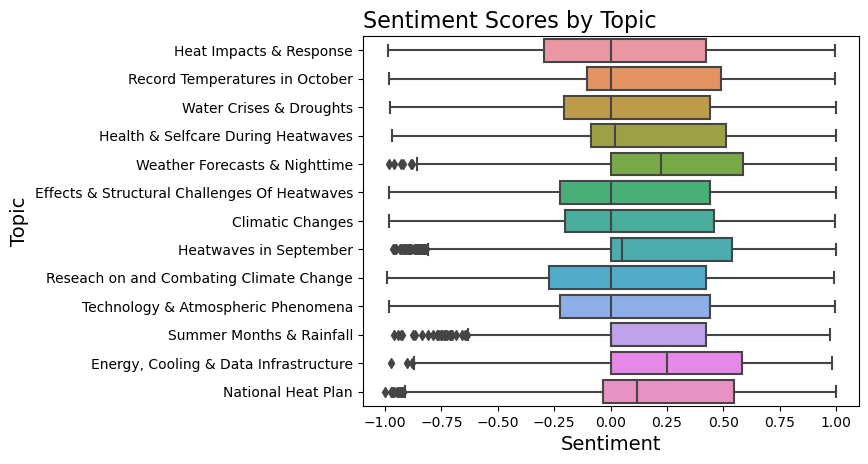 Sentiment Scores by Topic
Heat Impacts & Response
Record Temperatures in October
Water Crises & Droughts
Health & Selfcare During Heatwaves
Weather Forecasts & Nighttime
Effects & Structural Challenges Of Heatwaves
Climatic Changes
Heatwaves in September
Reseach on and Combating Climate Change
Technology & Atmospheric Phenomena
Summer Months & Rainfall
Energy, Cooling & Data Infrastructure
National Heat Plan
Topic
−1.00 −0.75 −0.50 −0.25 0.00 0.25 0.50 0.75 1.00
Sentiment